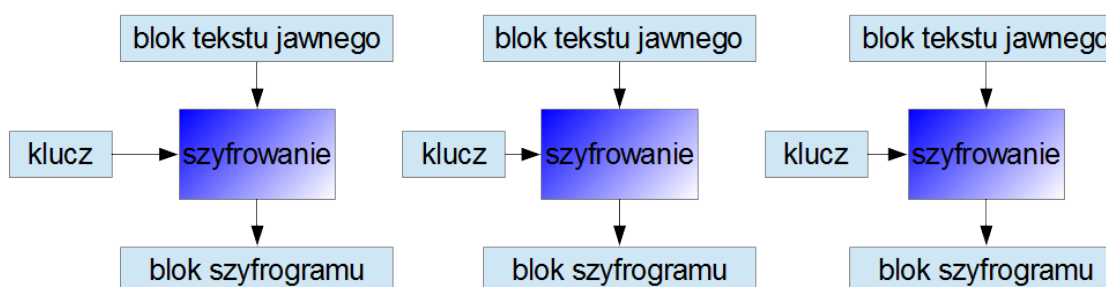 blok tekstu jawnego
blok tekstu jawnego
blok tekstu jawnego
klucz
szyfrowanie
klucz
szyfrowanie
klucz
szyfrowanie
blok szyfrogramu
blok szyfrogramu
blok szyfrogramu